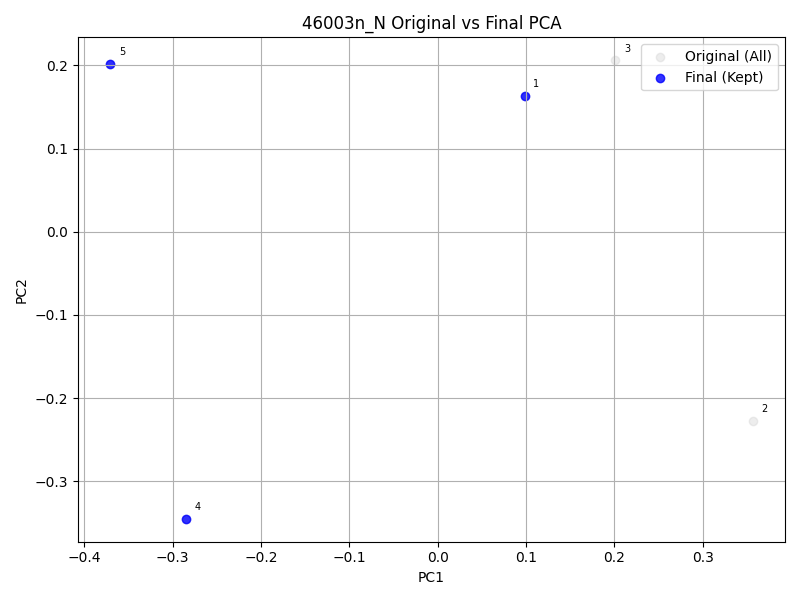 46003n_N Original vs Final PCA
Original (All)
Final (Kept)
5
3
1
2
4
0.2
0.1
0.0
−0.1
−0.2
−0.3
PC2
−0.4 −0.3 −0.2 −0.1 0.0 0.1 0.2 0.3
PC1